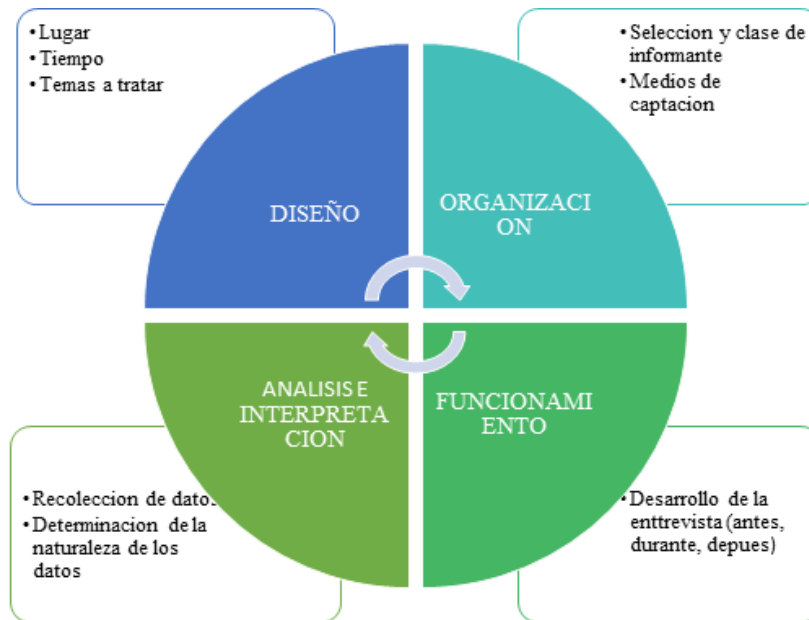 • Lugar
• Tiempo
• Temas a tratar
• Seleccion y clase de
informante
• Medios de
captacion
DISEÑO
ORGANIZACI
ON
ANALISIS E
INTERPRETA
CION
FUNCIONAMI
ENTO
• Recoleccion de datos
• Determinacion de la
naturaleza de los
datos
• Desarrollo de la
enttrevista (antes,
durante, depues)